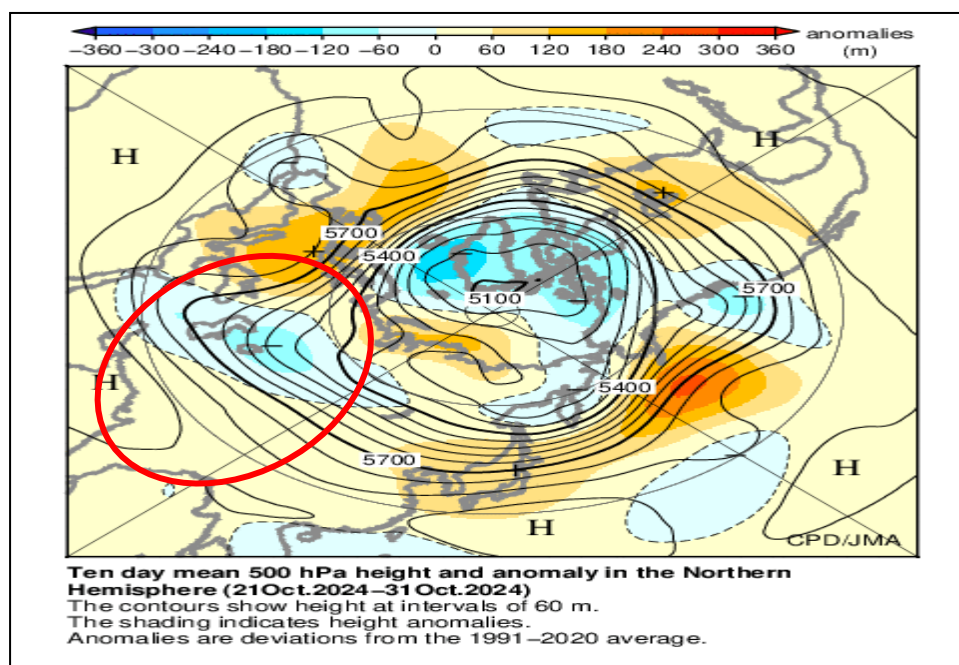 anomalies
−360 −300 −240 −180 −120 −60 0 60 120 180 240 300 360 (m)
H
H
5700
5400
5100
5700
H
5400
5700
H
H
CPD/JMA
Ten day mean 500 hPa height and anomaly in the Northern
Hemisphere (21Oct.2024−31Oct.2024)
The contours show height at intervals of 60 m.
The shading indicates height anomalies.
Anomalies are deviations from the 1991−2020 average.